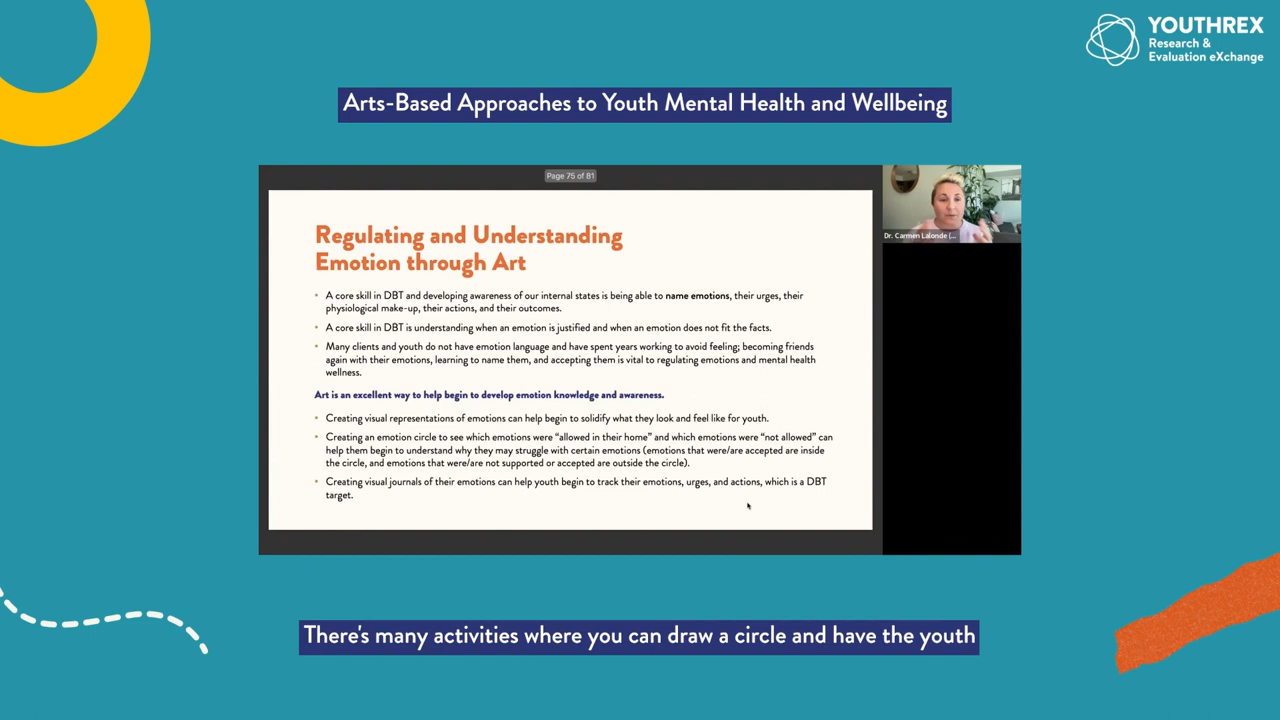 YOUTHREX
Research &
Evaluation eXchange
Arts-Based Approaches to Youth Mental Health and Wellbeing
Page 75 of 81
Regulating and Understanding
Emotion through Art
• A core skill in DBT and developing awareness of our internal states is being able to name emotions, their urges, their
physiological make-up, their actions, and their outcomes.
• A core skill in DBT is understanding when an emotion is justified and when an emotion does not fit the facts.
• Many clients and youth do not have emotion language and have spent years working to avoid feeling; becoming friends
again with their emotions, learning to name them, and accepting them is vital to regulating emotions and mental health
wellness.
Art is an excellent way to help begin to develop emotion knowledge and awareness.
• Creating visual representations of emotions can help begin to solidify what they look and feel like for youth.
• Creating an emotion circle to see which emotions were “allowed in their home” and which emotions were “not allowed” can
help them begin to understand why they may struggle with certain emotions (emotions that were/are accepted are inside
the circle, and emotions that were/are not supported or accepted are outside the circle).
• Creating visual journals of their emotions can help youth begin to track their emotions, urges, and actions, which is a DBT
target.
Dr. Carmen Lalonde (...
There's many activities where you can draw a circle and have the youth